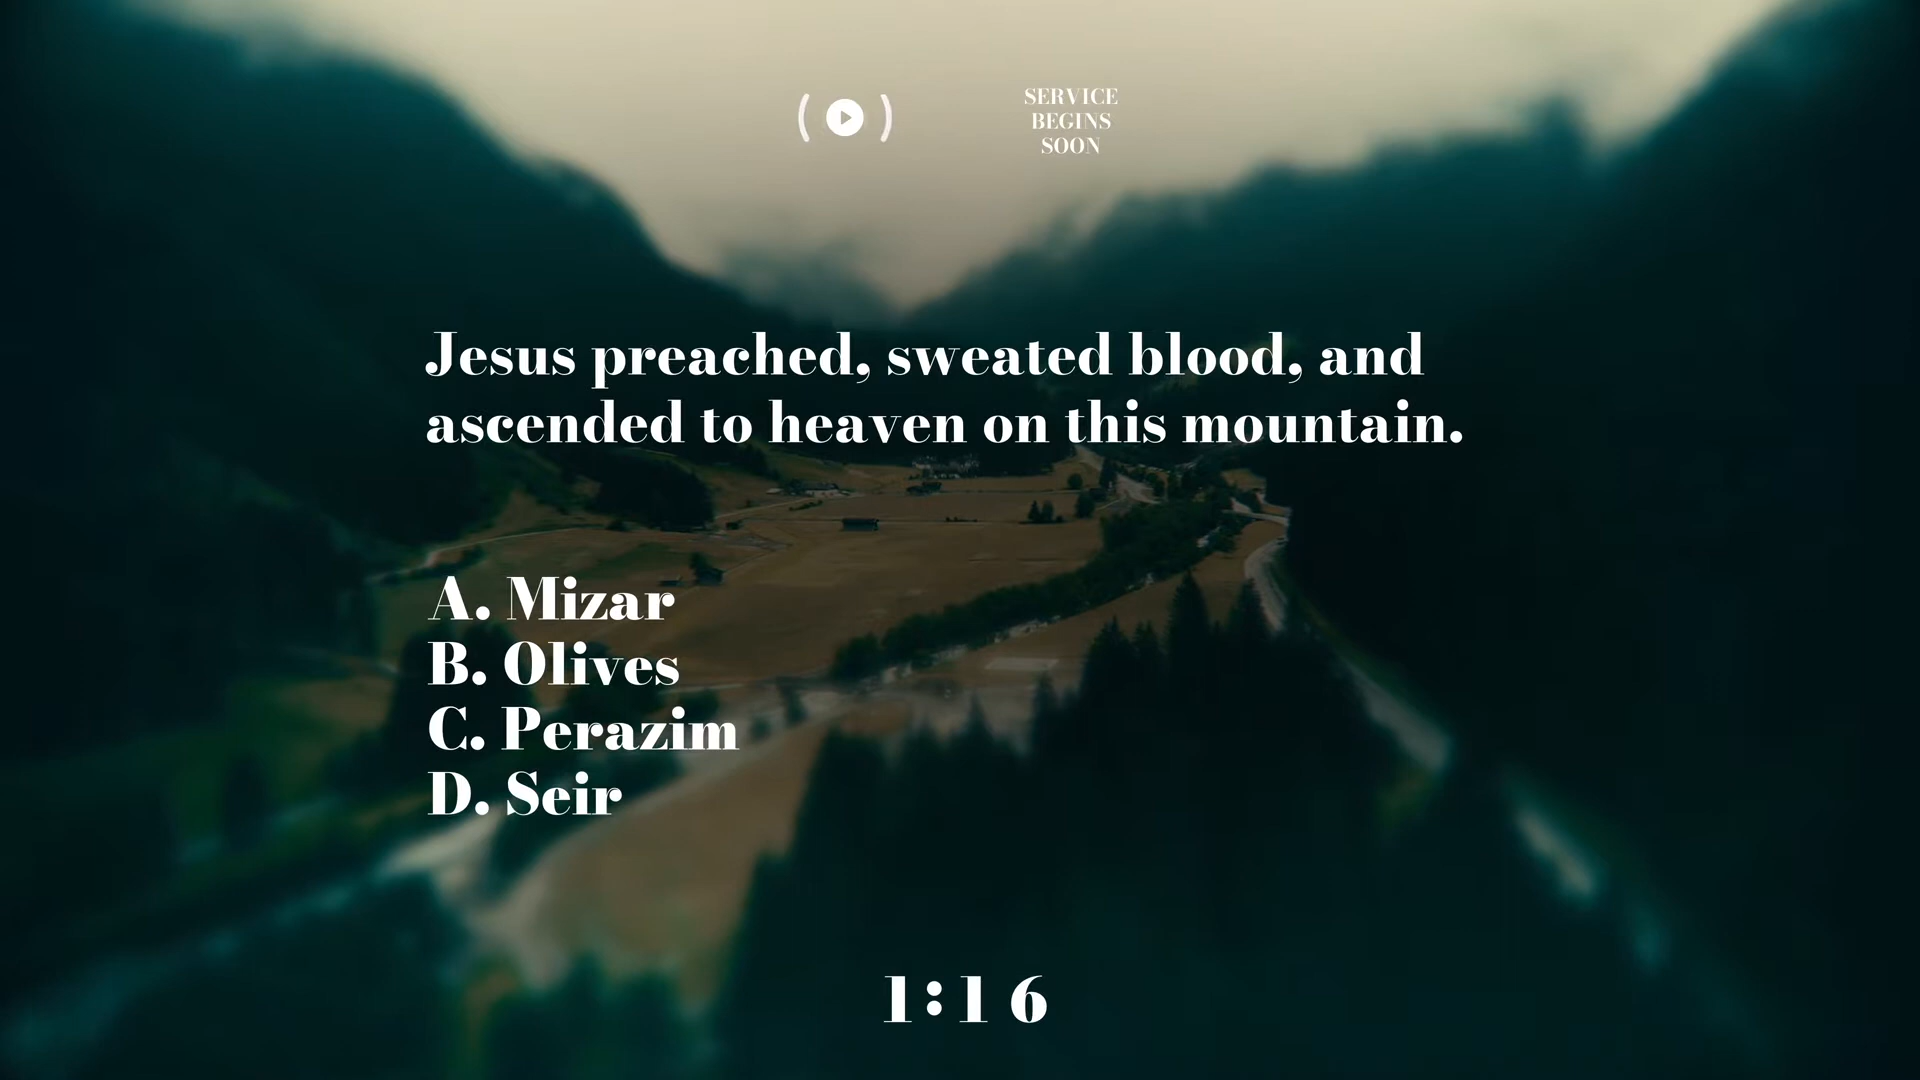 SERVICE
BEGINS
SOON
Jesus preached, sweated blood, and
ascended to heaven on this mountain.
A. Mizar
B. Olives
C. Perazim
D. Seir
1:16